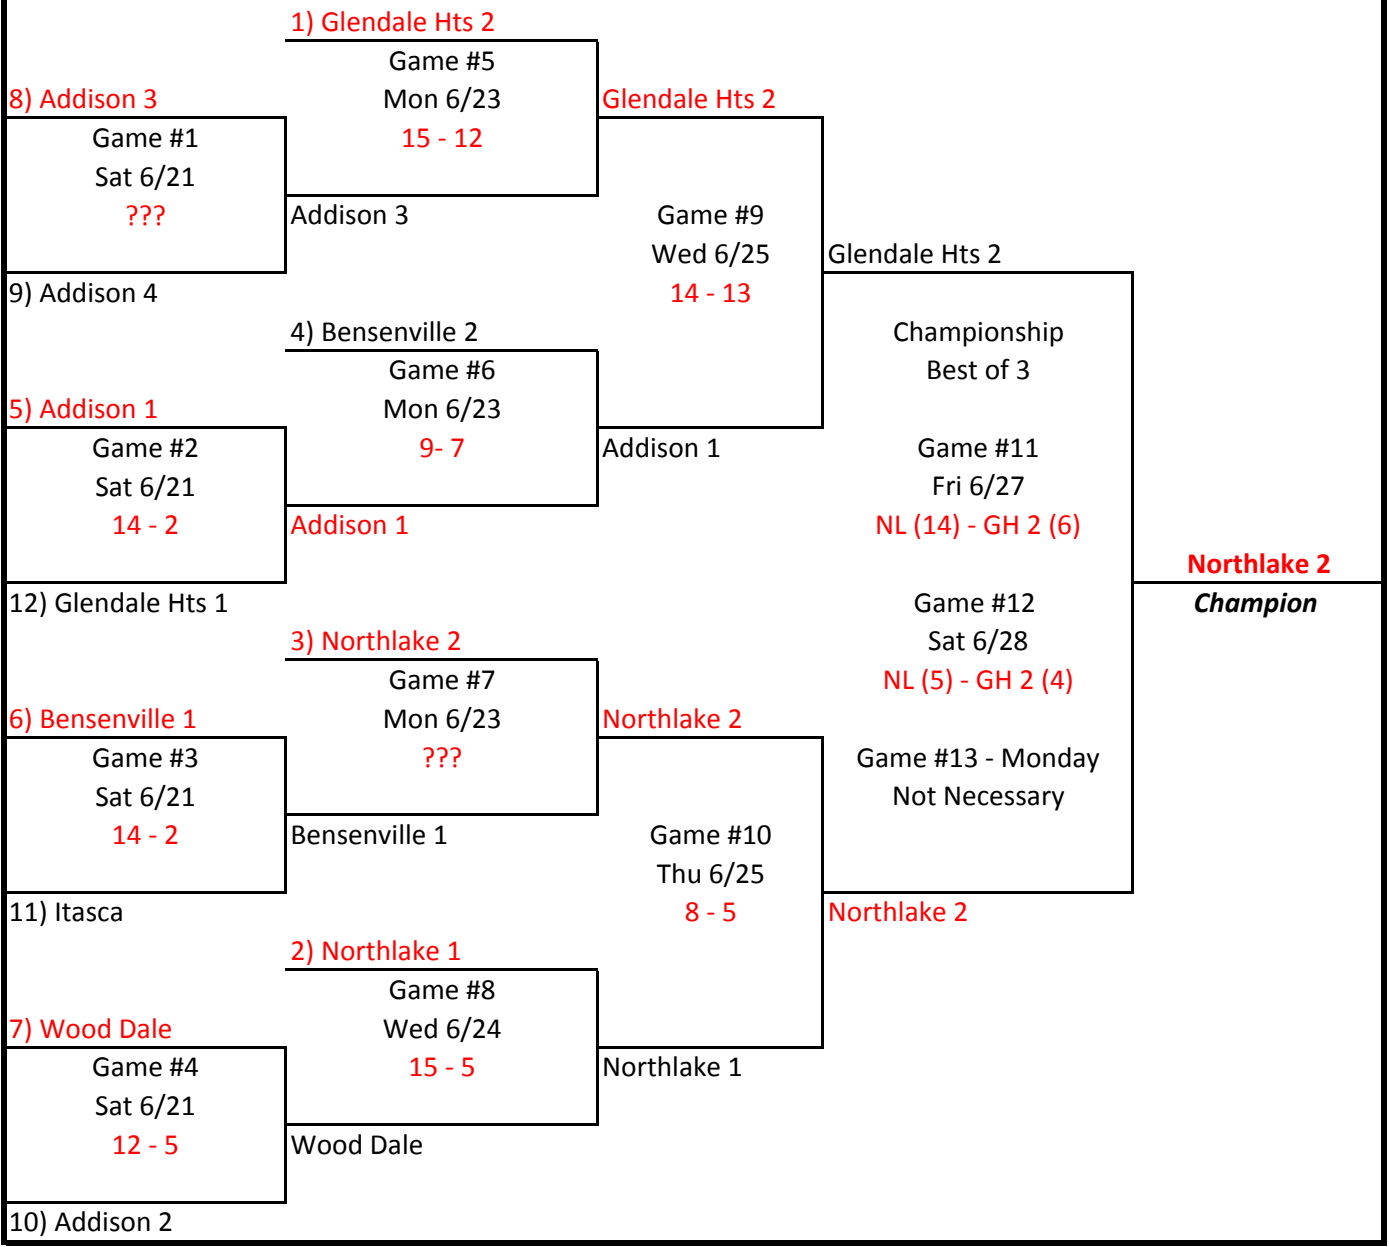 1) Glendale Hts 2
Game #5
8) Addison 3
Mon 6/23
Glendale Hts 2
Game #1
15 - 12
Sat 6/21
???
Addison 3
Game #9
Wed 6/25
Glendale Hts 2
9) Addison 4
14 - 13
4) Bensenville 2
Championship
Game #6
Best of 3
5) Addison 1
Mon 6/23
Game #2
9- 7
Addison 1
Game #11
Sat 6/21
Fri 6/27
14 - 2
Addison 1
NL (14) - GH 2 (6)
Northlake 2
12) Glendale Hts 1
Game #12
Champion
3) Northlake 2
Sat 6/28
Game #7
NL (5) - GH 2 (4)
6) Bensenville 1
Mon 6/23
Northlake 2
Game #3
???
Game #13 - Monday
Sat 6/21
Not Necessary
14 - 2
Bensenville 1
Game #10
Thu 6/25
11) Itasca
8 - 5
Northlake 2
2) Northlake 1
Game #8
7) Wood Dale
Wed 6/24
Game #4
15 - 5
Northlake 1
Sat 6/21
12 - 5
Wood Dale
10) Addison 2